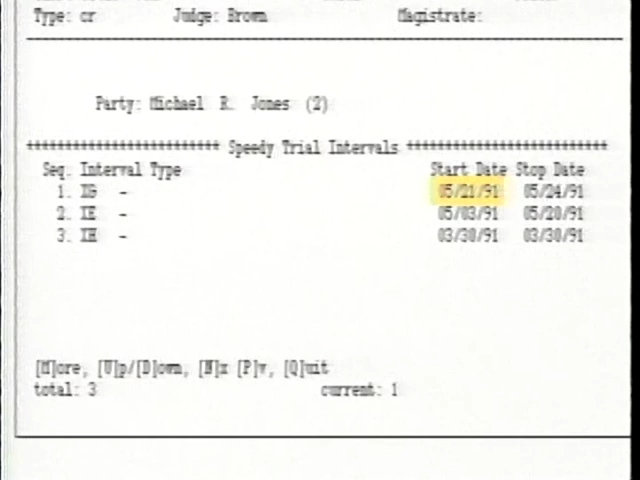 Type: cr Judge: Brown Magistrate:
Party: Michael R. Jones (2)
************************* Speedy Trial Intervals **************************
Seq. Interval Type Start Date Stop Date
1. XG - 05/21/91 05/24/91
2. XE - 05/03/91 05/20/91
3. XH - 03/30/91 03/30/91
[M]ore, [U]p/[D]own, [N]x [P]v, [Q]uit
total: 3 current: 1